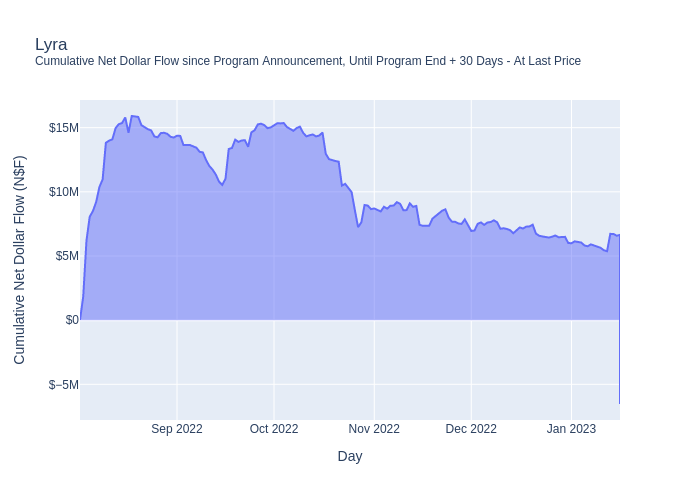 Lyra
Cumulative Net Dollar Flow since Program Announcement, Until Program End + 30 Days - At Last Price
Cumulative Net Dollar Flow (N$F)
$15M
$10M
$5M
$0
$−5M
Sep 2022
Oct 2022
Nov 2022
Dec 2022
Jan 2023
Day